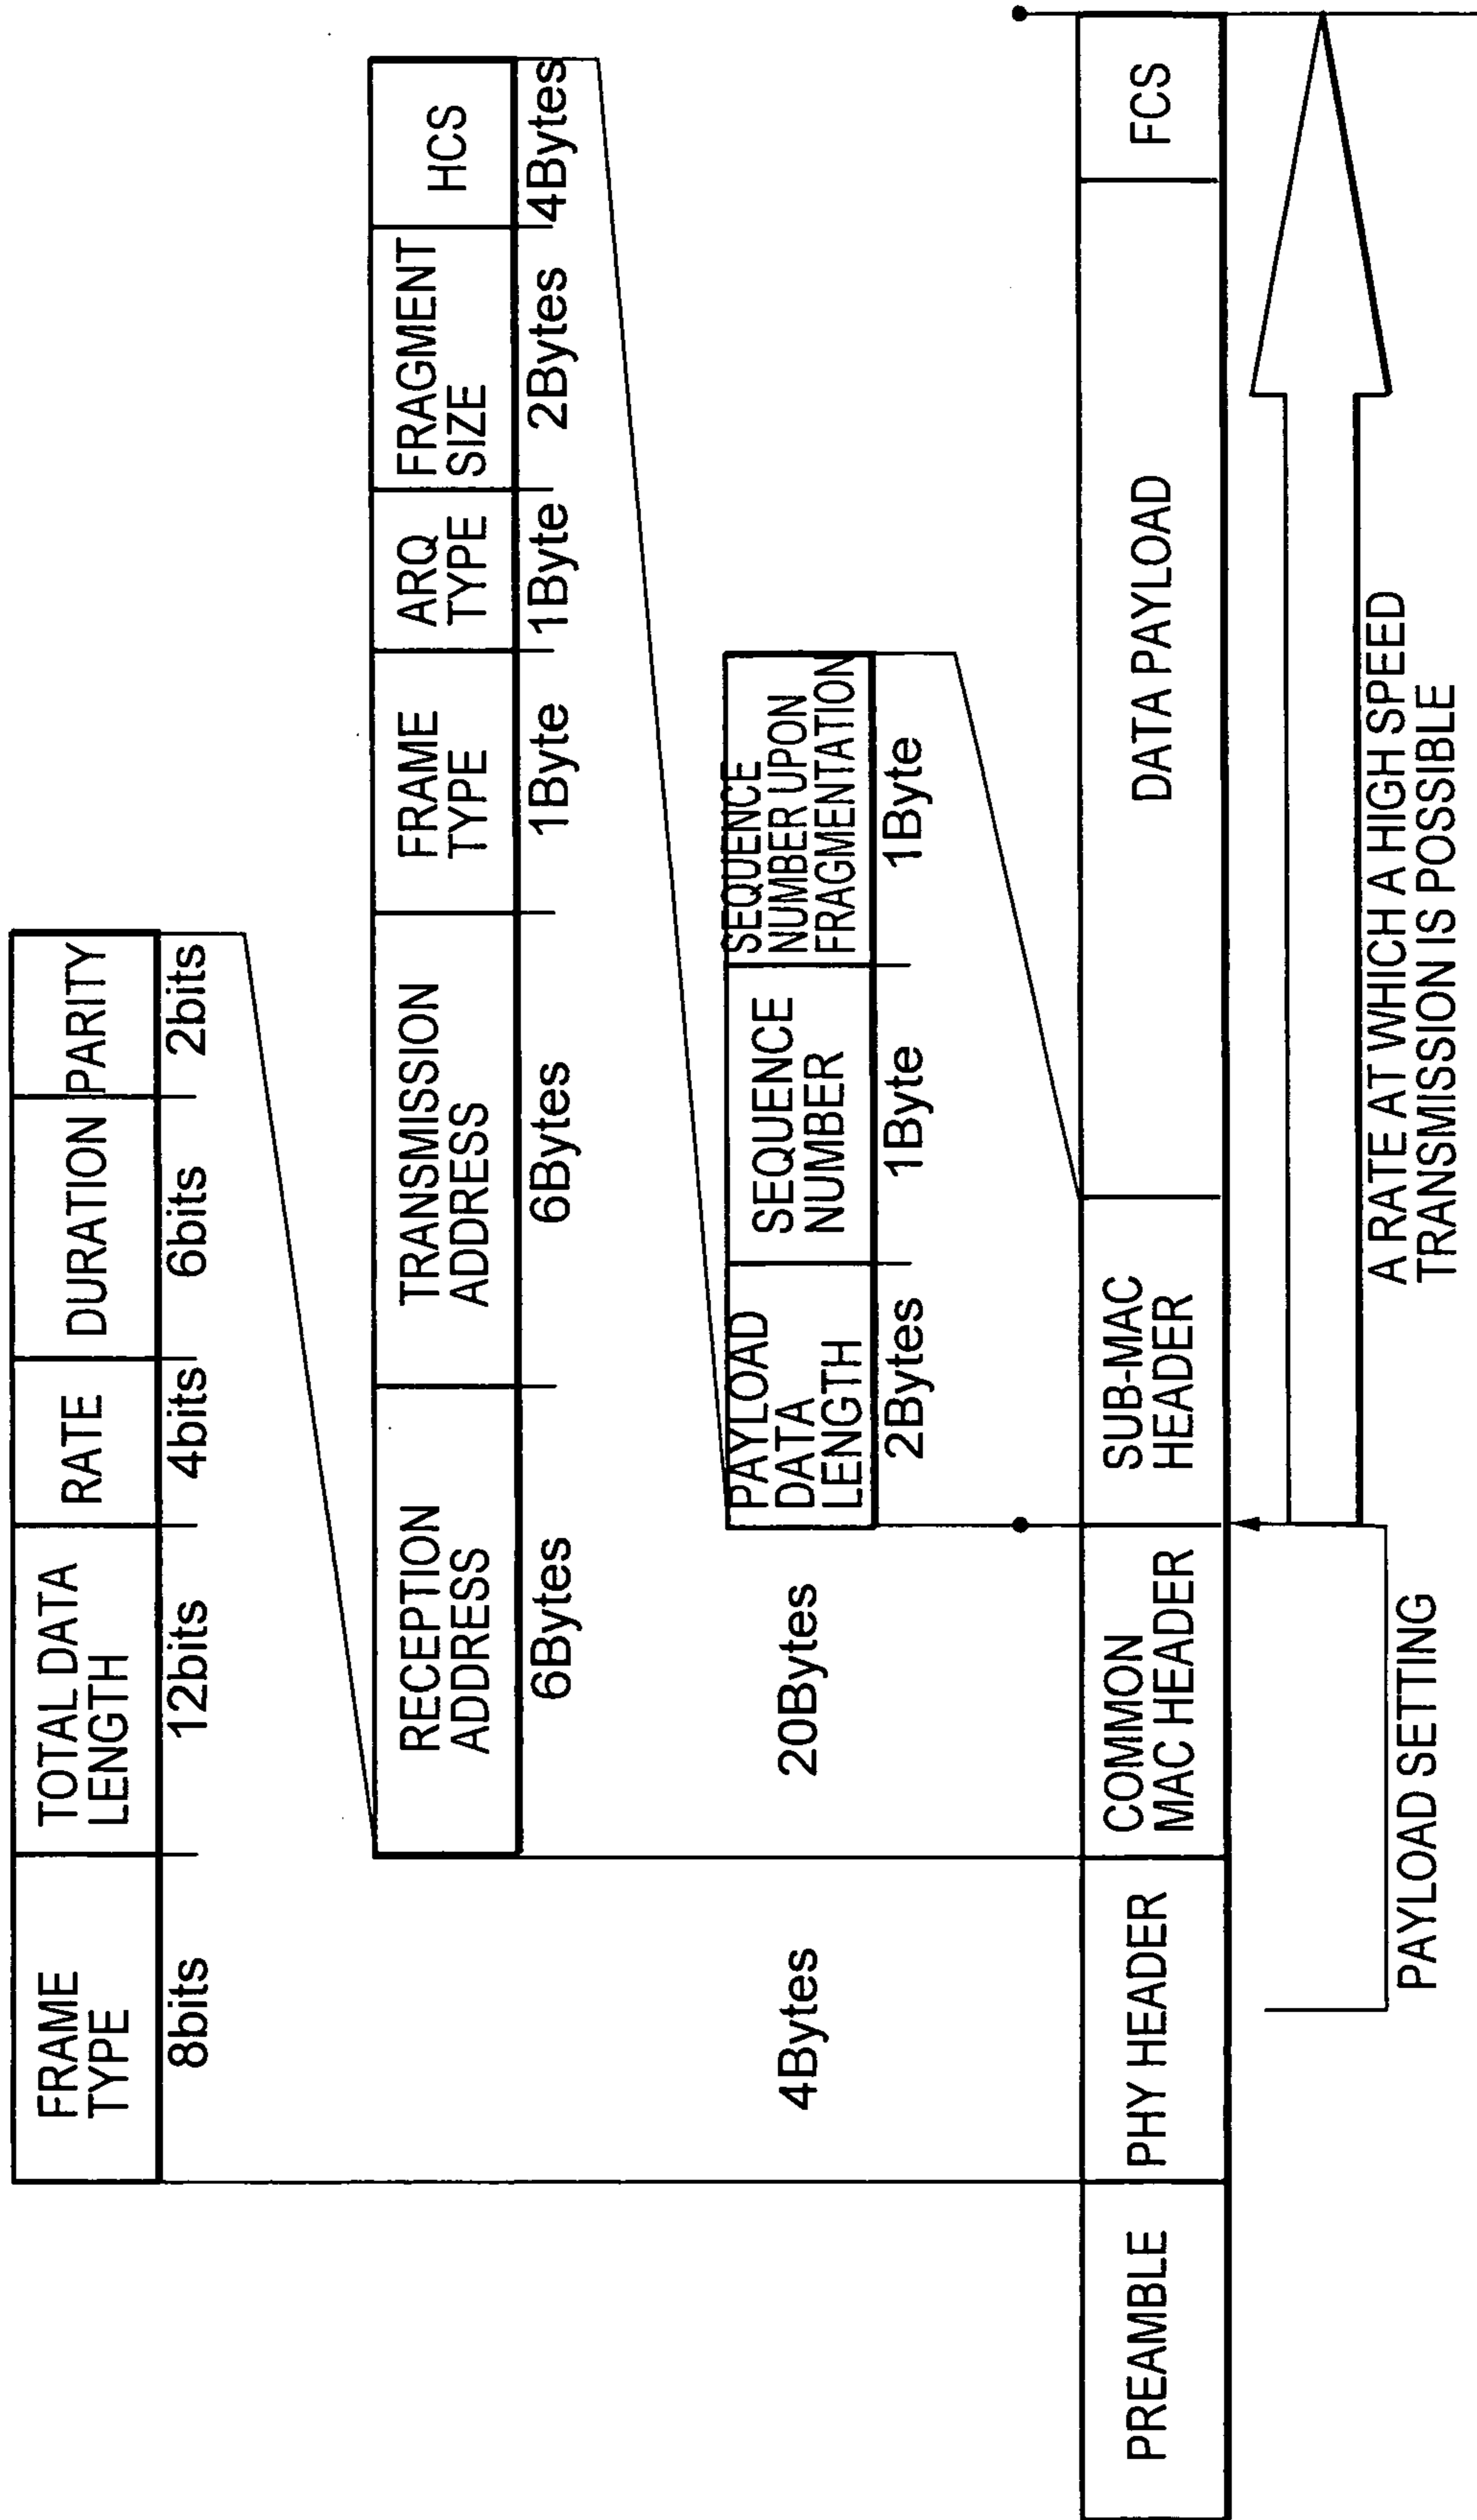 FRAME
TYPE
TOTAL DATA
LENGTH
RATE
DURATION
PARITY
8bits
12bits
4bits
6bits
2bits
RECEPTION
ADDRESS
TRANSMISSION
ADDRESS
FRAME
TYPE
ARQ
TYPE
FRAGMENT
SIZE
HCS
6Bytes
6Bytes
1Byte
1Byte
2Bytes
4Bytes
PAYLOAD
DATA
LENGTH
SEQUENCE
NUMBER
SEQUENCE
NUMBER UPON
FRAGMENTATION
4Bytes
20Bytes
2Bytes
1Byte
1Byte
PREAMBLE
PHY HEADER
COMMON
MAC HEADER
SUB-MAC
HEADER
DATA PAYLOAD
FCS
PAYLOAD SETTING
A RATE AT WHICH A HIGH SPEED
TRANSMISSION IS POSSIBLE